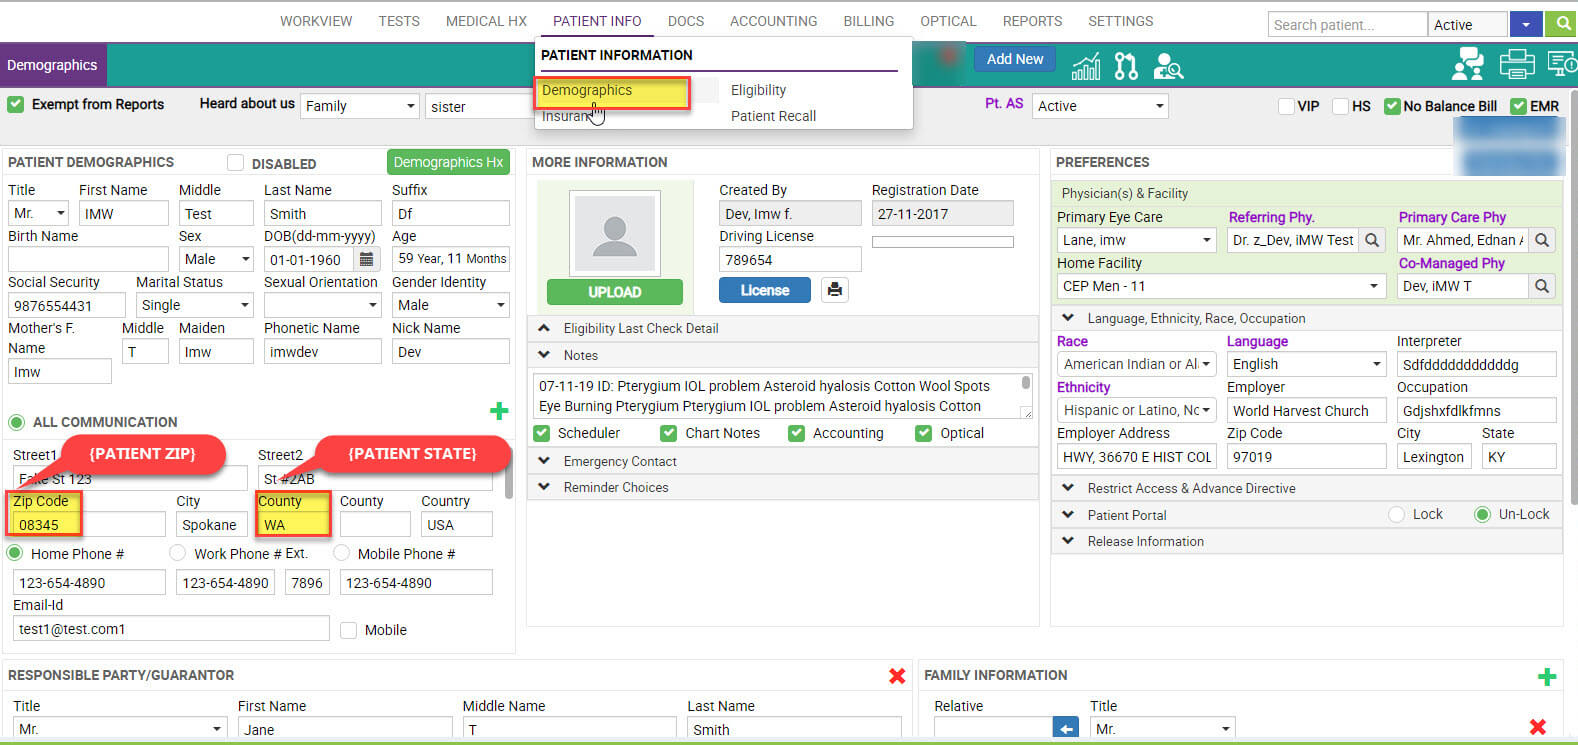 WORKVIEW TESTS MEDICAL HX PATIENT INFO DOCS ACCOUNTING BILLING OPTICAL REPORTS SETTINGS Search patient... Active
Demographics PATIENT INFORMATION Add New
Demographics Eligibility
Insuran Patient Recall
Exempt from Reports Heard about us Family sister Pt. AS Active VIP HS No Balance Bill EMR
PATIENT DEMOGRAPHICS DISABLED Demographics Hx
Title First Name Middle Last Name Suffix
Mr. IMW Test Smith Df
Birth Name Sex DOB(dd-mm-yyyy) Age
Male 01-01-1960 59 Year, 11 Months
Social Security Marital Status Sexual Orientation Gender Identity
9876554431 Single Male
Mother's F. Name Middle Maiden Phonetic Name Nick Name
Imw T Imw imwdev Dev
ALL COMMUNICATION
{PATIENT ZIP} {PATIENT STATE}
Street1 Street2
Fake St 123 St #2AB
Zip Code City County County Country
08345 Spokane WA USA
Home Phone # Work Phone # Ext. Mobile Phone #
123-654-4890 123-654-4890 7896 123-654-4890
Email-Id
test1@test.com1 Mobile
MORE INFORMATION
Created By Registration Date
Dev, Imw f. 27-11-2017
Driving License
789654
UPLOAD License
Eligibility Last Check Detail
Notes
07-11-19 ID: Pterygium IOL problem Asteroid hyalosis Cotton Wool Spots
Eye Burning Pterygium Pterygium IOL problem Asteroid hyalosis Cotton
Scheduler Chart Notes Accounting Optical
Emergency Contact
Reminder Choices
PREFERENCES
Physician(s) & Facility
Primary Eye Care Referring Phy. Primary Care Phy
Lane, imw Dr. z_Dev, iMW Test Mr. Ahmed, Ednan A
Home Facility Co-Managed Phy
CEP Men - 11 Dev, iMW T
Language, Ethnicity, Race, Occupation
Race Language Interpreter
American Indian or Al English Sdfdddddddddddg
Ethnicity Employer Occupation
Hispanic or Latino, Nc World Harvest Church Gdjshxfdlkfmns
Employer Address Zip Code City State
HWY, 36670 E HIST COL 97019 Lexington KY
Restrict Access & Advance Directive
Patient Portal Lock Un-Lock
Release Information
RESPONSIBLE PARTY/GUARANTOR
Title First Name Middle Name Last Name
Mr. Jane T Smith
FAMILY INFORMATION
Relative Title
Mr.